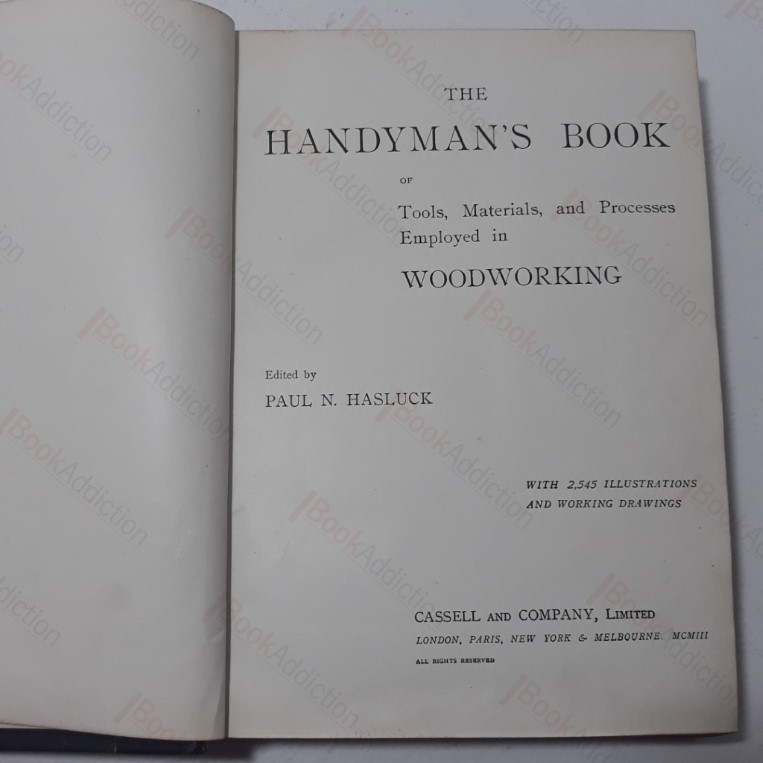 THE
HANDYMAN'S BOOK
OF
Tools, Materials, and Processes
Employed in
WOODWORKING
Edited by
PAUL N. HASLUCK
WITH 2,545 ILLUSTRATIONS
AND WORKING DRAWINGS
CASSELL AND COMPANY, LIMITED
LONDON, PARIS, NEW YORK & MELBOURNE. MCMIII
ALL RIGHTS RESERVED
BookAddiction